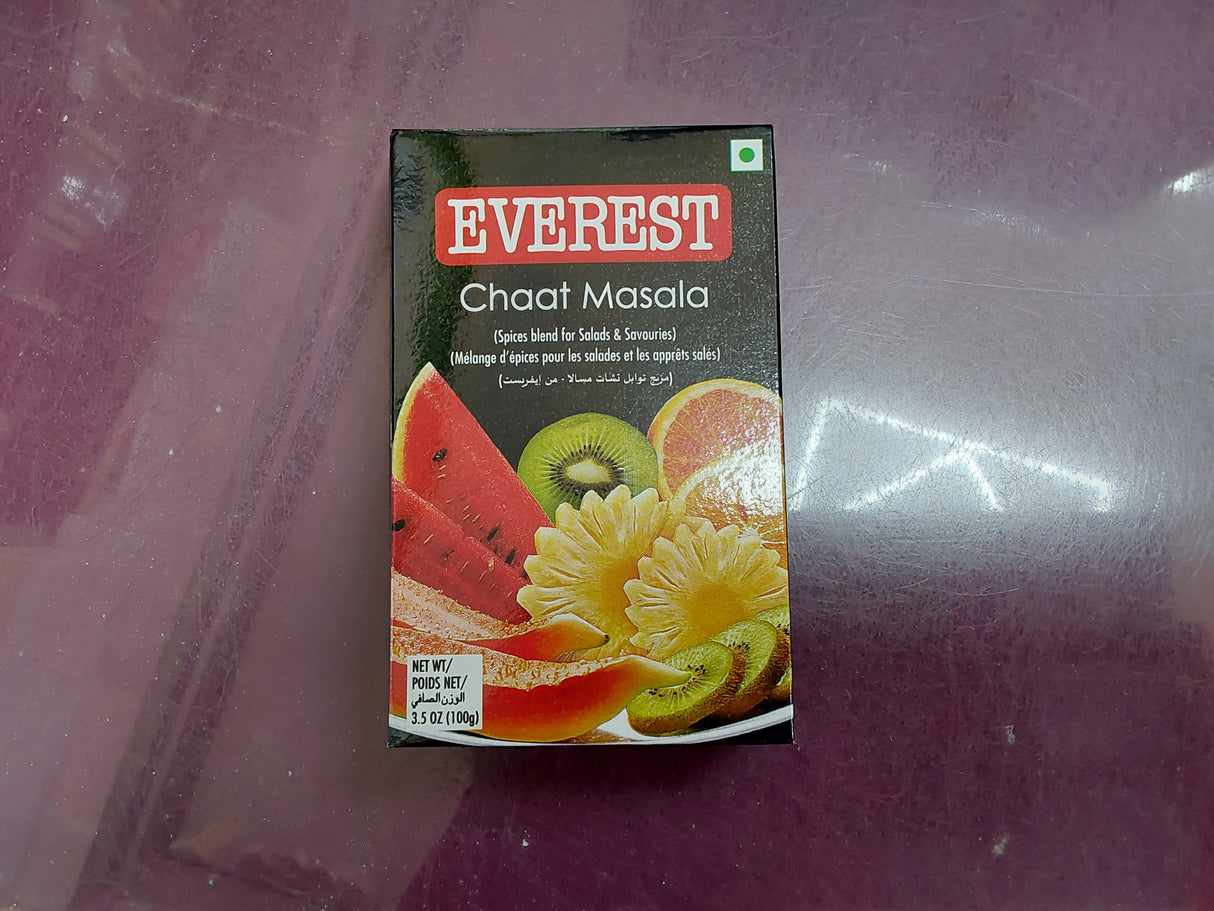 EVEREST
Chaat Masala
(Spices blend for Salads & Savouries)
(Mélange d'épices pour les salades et les apprêts salés)
(مزيج توابل تشات مسالا - من إيفريست)
NET WT/
POIDS NET/
الوزن الصافي
3.5 OZ (100g)